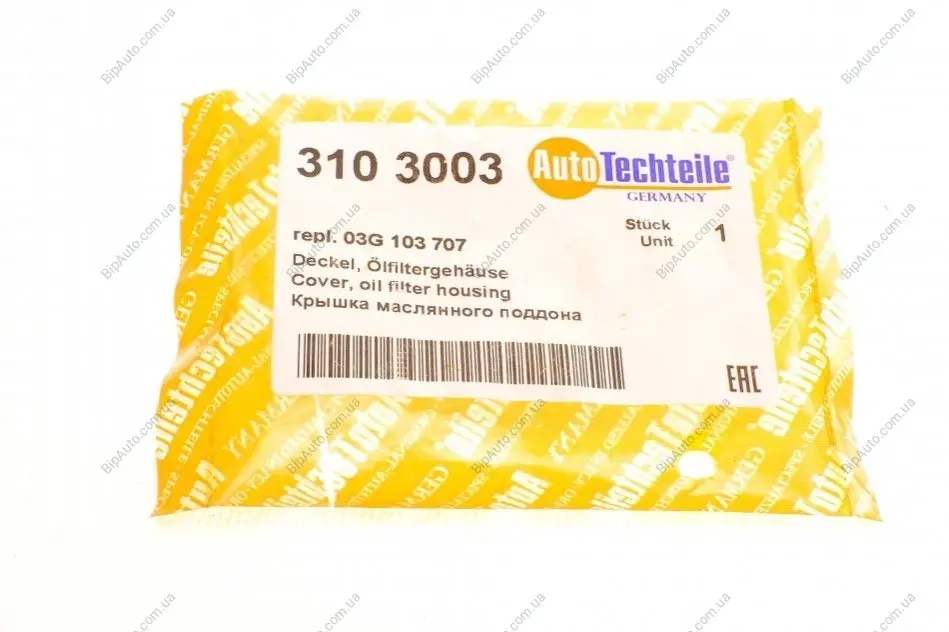 310 3003
AutoTechteile®
GERMANY
Stück
Unit 1
repl. 03G 103 707
Deckel, Ölfiltergehäuse
Cover, oil filter housing
Крышка маслянного поддона
EAC
BipAuto.com.ua